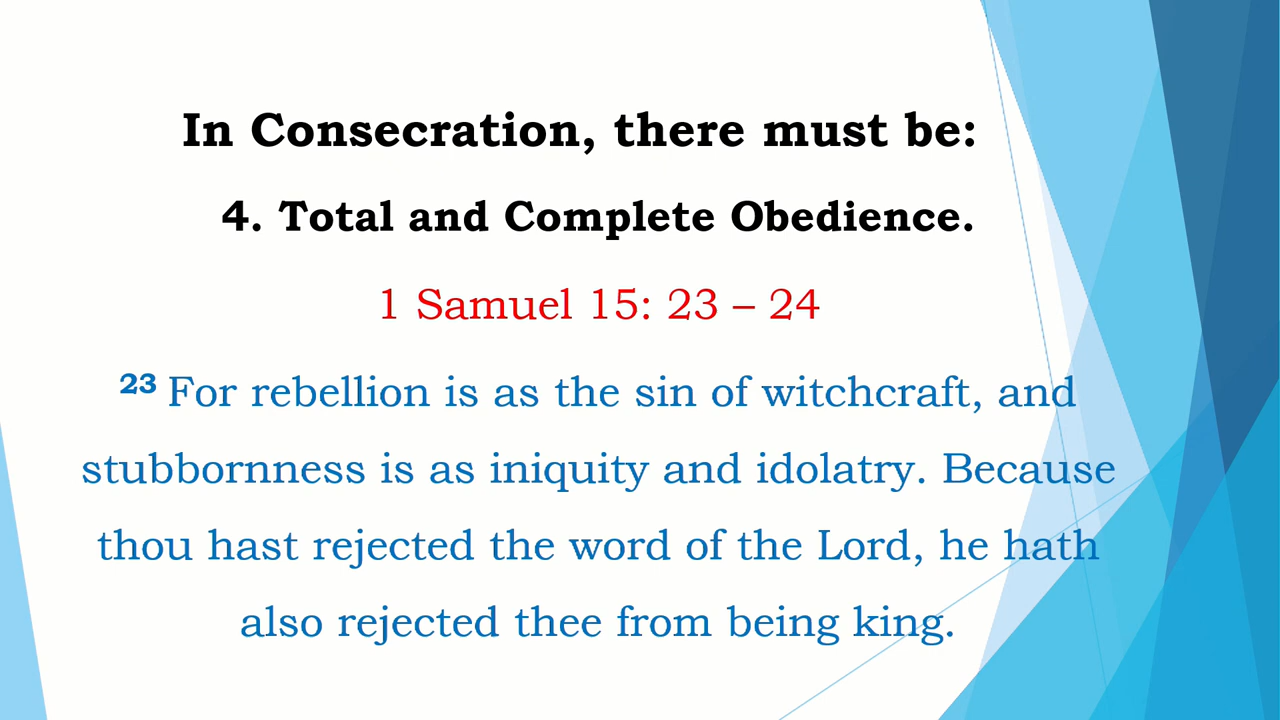 In Consecration, there must be:
4. Total and Complete Obedience.
1 Samuel 15: 23 – 24
23 For rebellion is as the sin of witchcraft, and
stubbornness is as iniquity and idolatry. Because
thou hast rejected the word of the Lord, he hath
also rejected thee from being king.